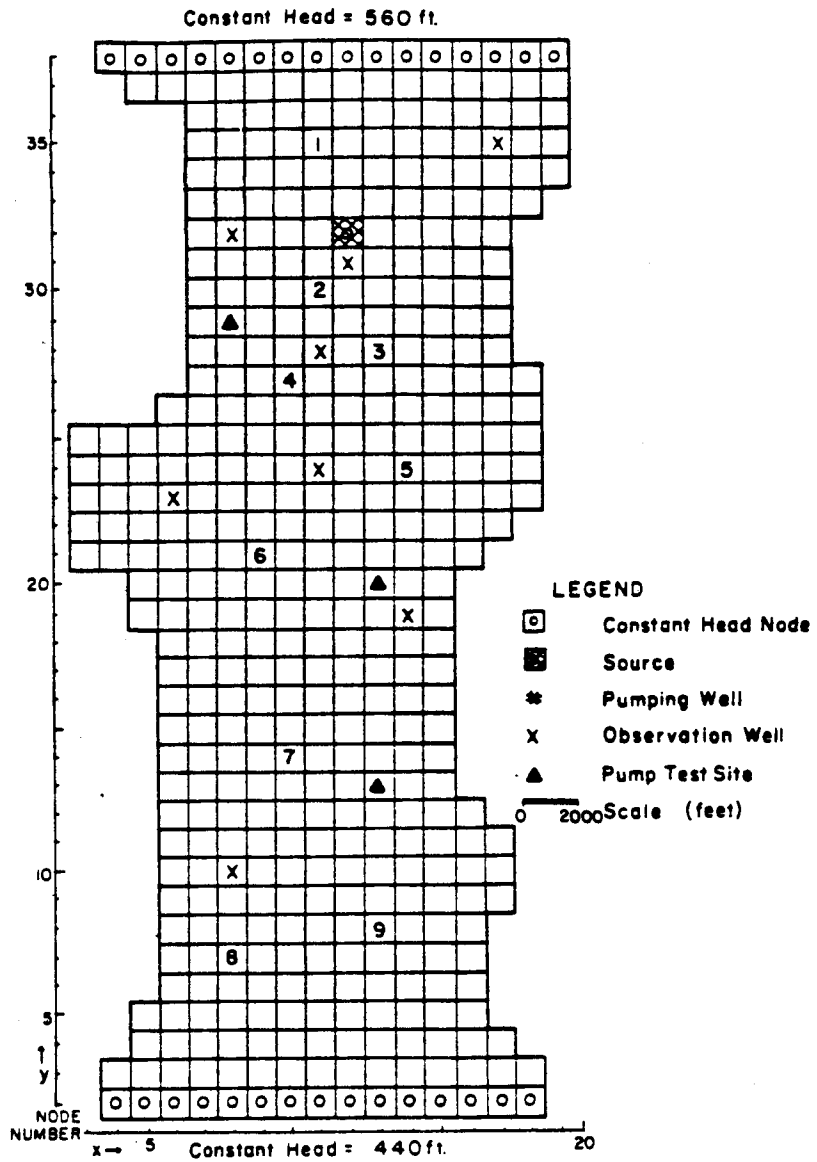 Constant Head = 560 ft.
35
1
X
X
X
30
2
X
3
4
X
5
X
6
20
X
7
10
X
9
8
5
↑
y
NODE
NUMBER
x→
5
Constant Head = 440 ft.
20
LEGEND
Constant Head Node
Source
Pumping Well
X Observation Well
Pump Test Site
0 2000 Scale (feet)